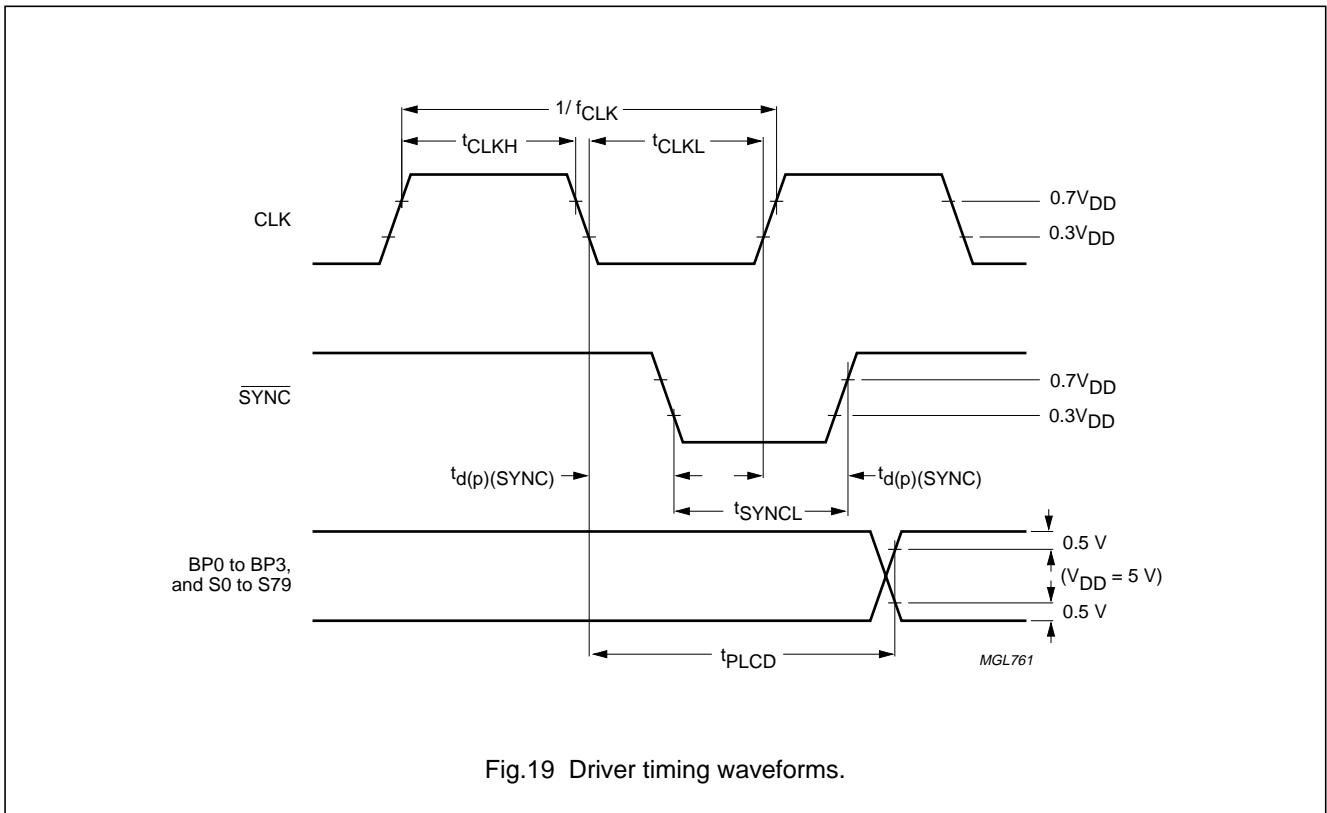 1/ fCLK
tCLKH
tCLKL
CLK
0.7VDD
0.3VDD
SYNC
0.7VDD
0.3VDD
td(p)(SYNC)
td(p)(SYNC)
tSYNCL
BP0 to BP3,
and S0 to S79
0.5 V
(VDD = 5 V)
0.5 V
tPLCD
MGL761
Fig.19 Driver timing waveforms.